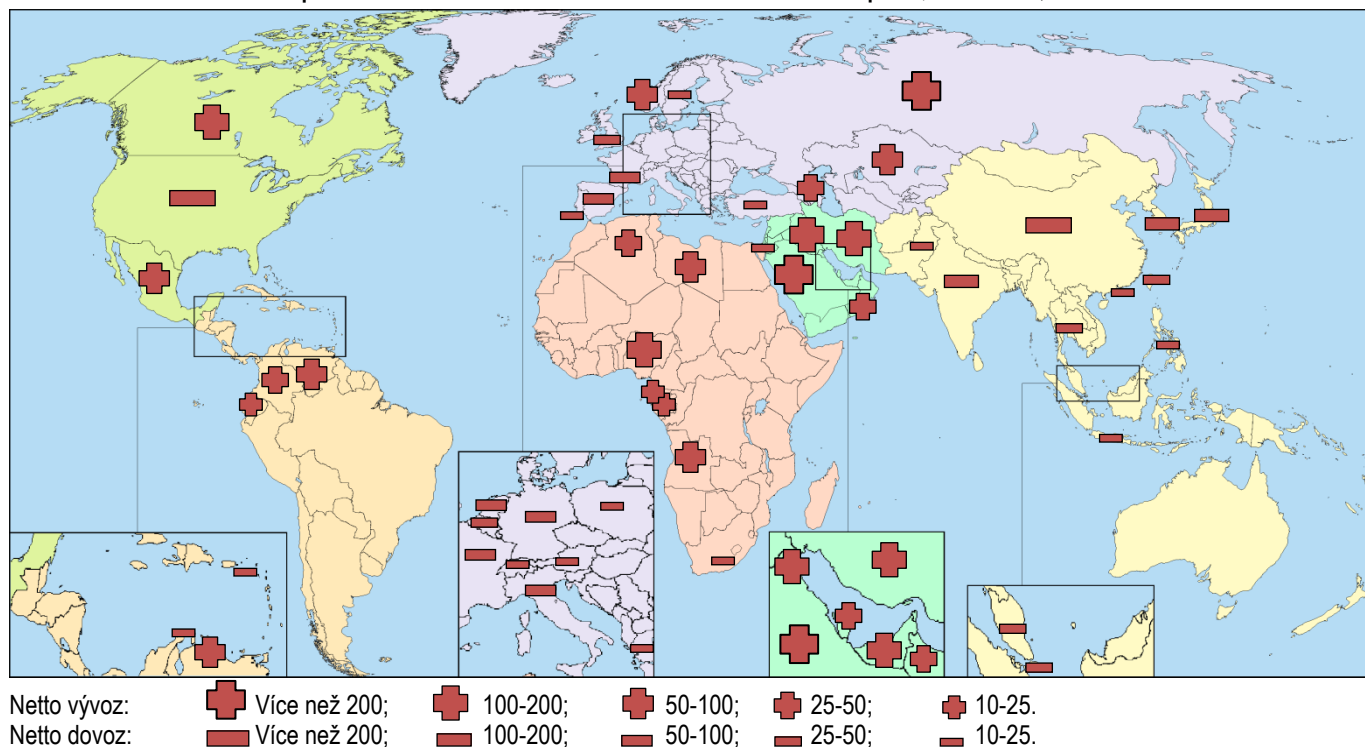 Netto vývoz: Více než 200; 100-200; 50-100; 25-50; 10-25.
Netto dovoz: Více než 200; 100-200; 50-100; 25-50; 10-25.